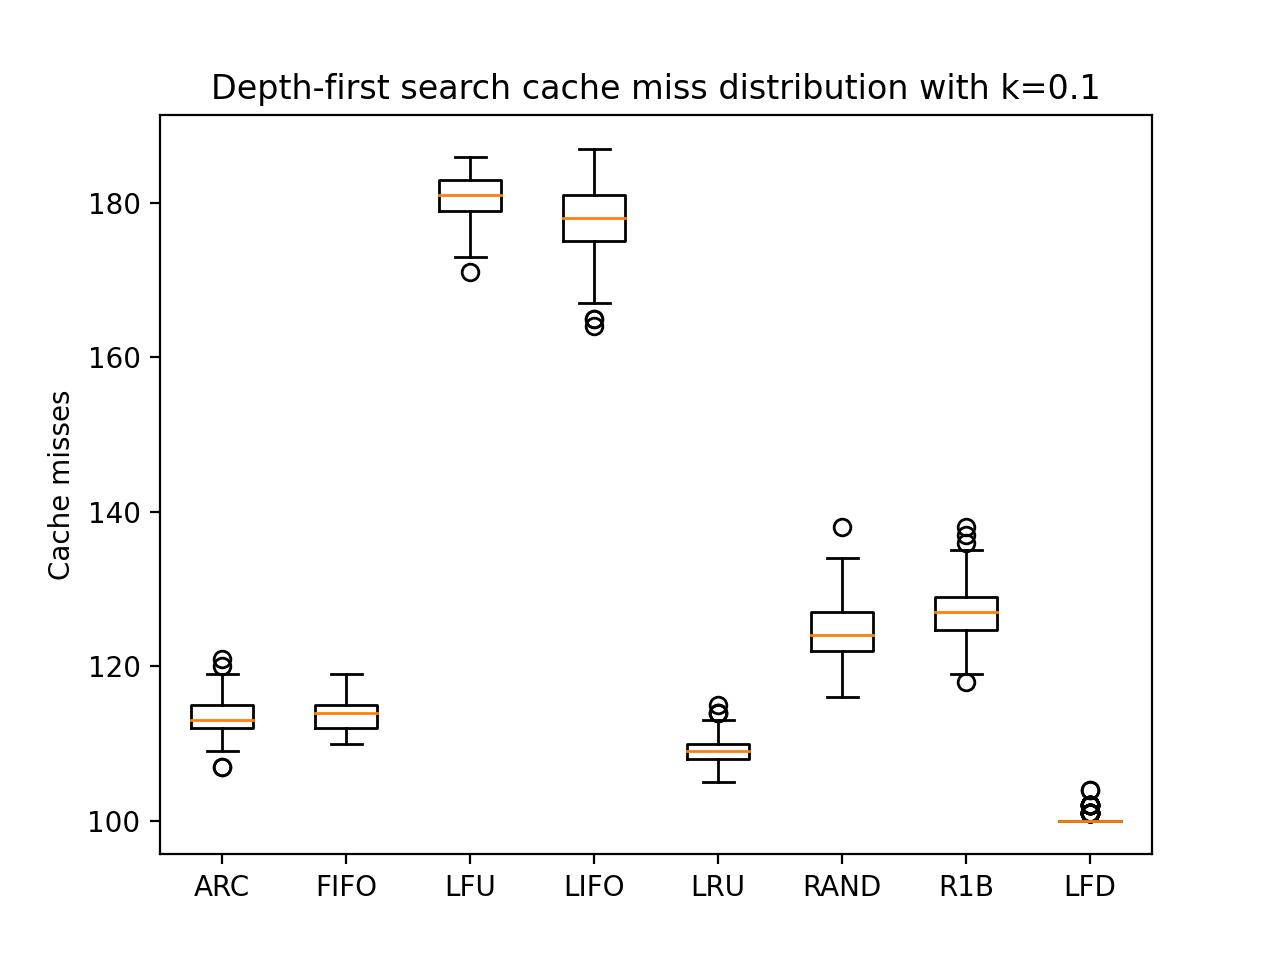 Depth-first search cache miss distribution with k=0.1
Cache misses
180
160
140
120
100
ARC FIFO LFU LIFO LRU RAND R1B LFD